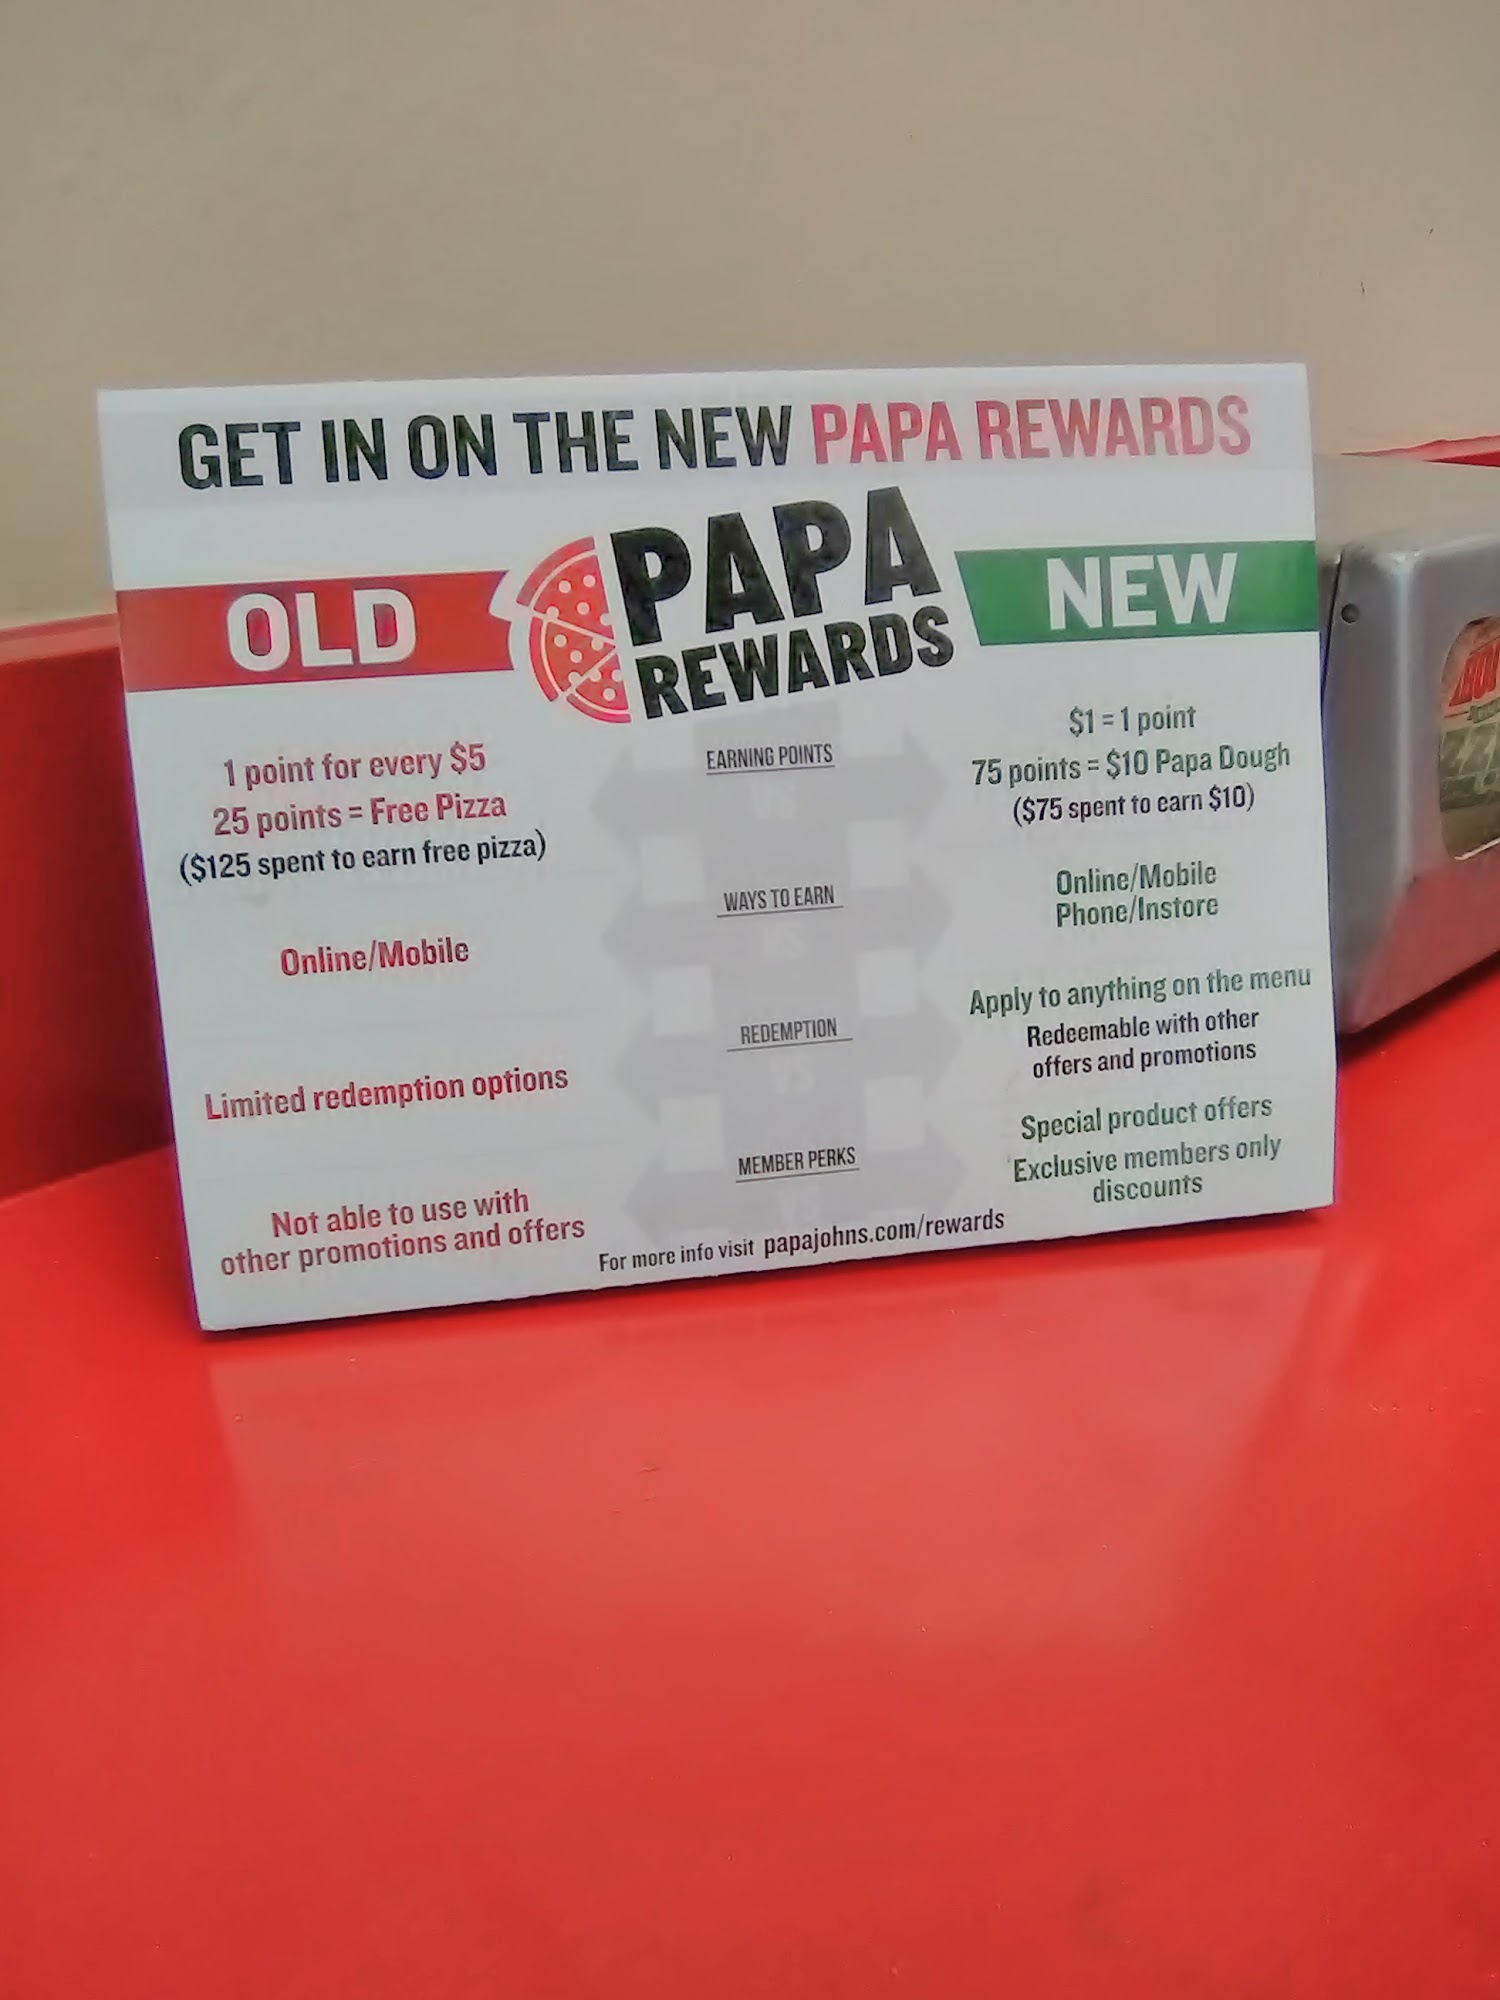 GET IN ON THE NEW PAPA REWARDS
OLD
PAPA
REWARDS
NEW
1 point for every $5
25 points = Free Pizza
($125 spent to earn free pizza)
EARNING POINTS
VS
$1 = 1 point
75 points = $10 Papa Dough
($75 spent to earn $10)
Online/Mobile
WAYS TO EARN
VS
Online/Mobile
Phone/Instore
Limited redemption options
REDEMPTION
VS
Apply to anything on the menu
Redeemable with other
offers and promotions
Not able to use with
other promotions and offers
MEMBER PERKS
VS
Special product offers
Exclusive members only
discounts
For more info visit papajohns.com/rewards